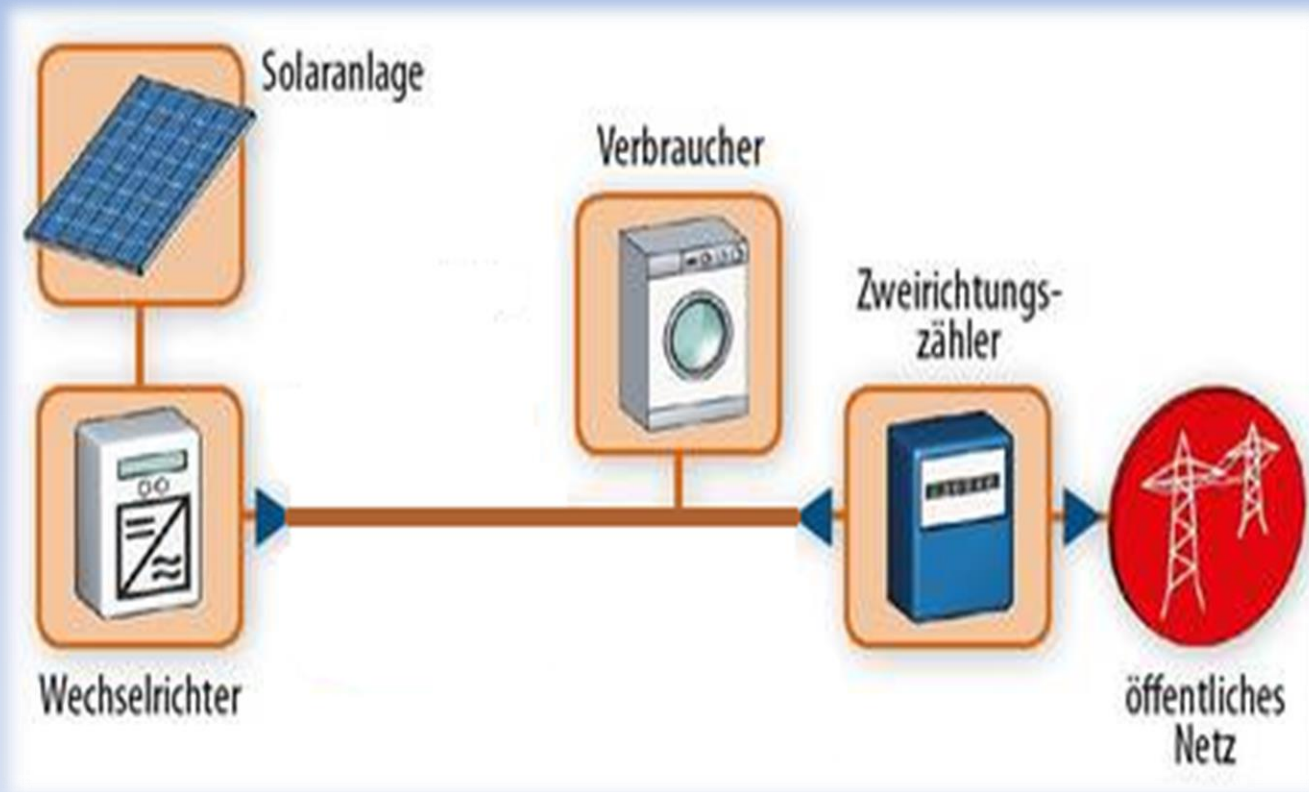 Solaranlage
Verbraucher
Zweirichtungs-
zähler
Wechselrichter
öffentliches
Netz